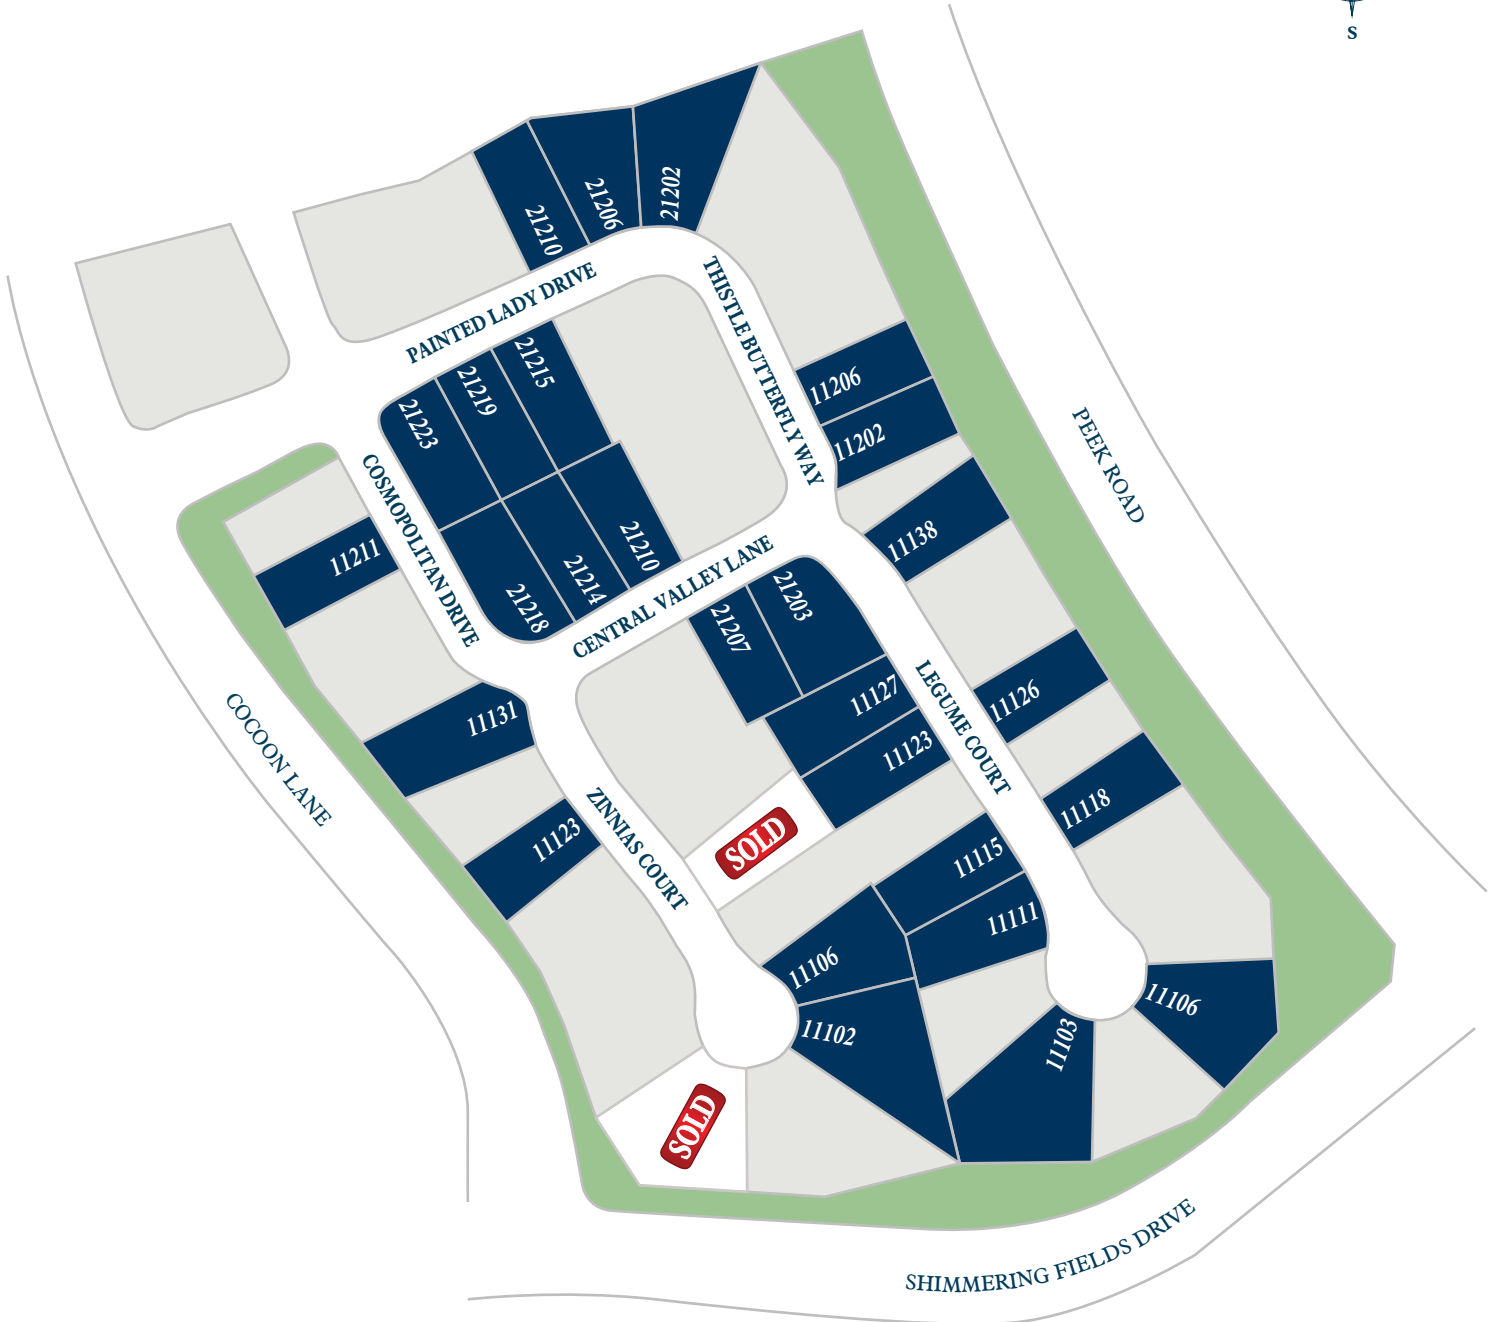 S
21202
21206
21210
PAINTED LADY DRIVE
THISTLE BUTTERFLY WAY
21215
21219
21223
11206
11202
PEEK ROAD
COSMOPOLITAN DRIVE
11211
21210
21214
21218
11138
CENTRAL VALLEY LANE
21203
21207
11127
11123
LEGUME COURT
11126
11131
COCOON LANE
ZINNIAS COURT
11123
SOLD
11118
11115
11111
11106
11102
11106
11103
SOLD
SHIMMERING FIELDS DRIVE